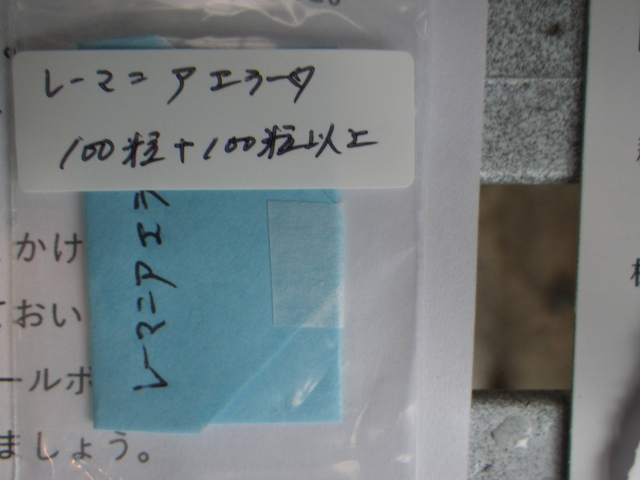 レーマニア エラータ
100粒+100粒以上
レーマニア エラ
かけ
ておい
ールボ
ましょう。